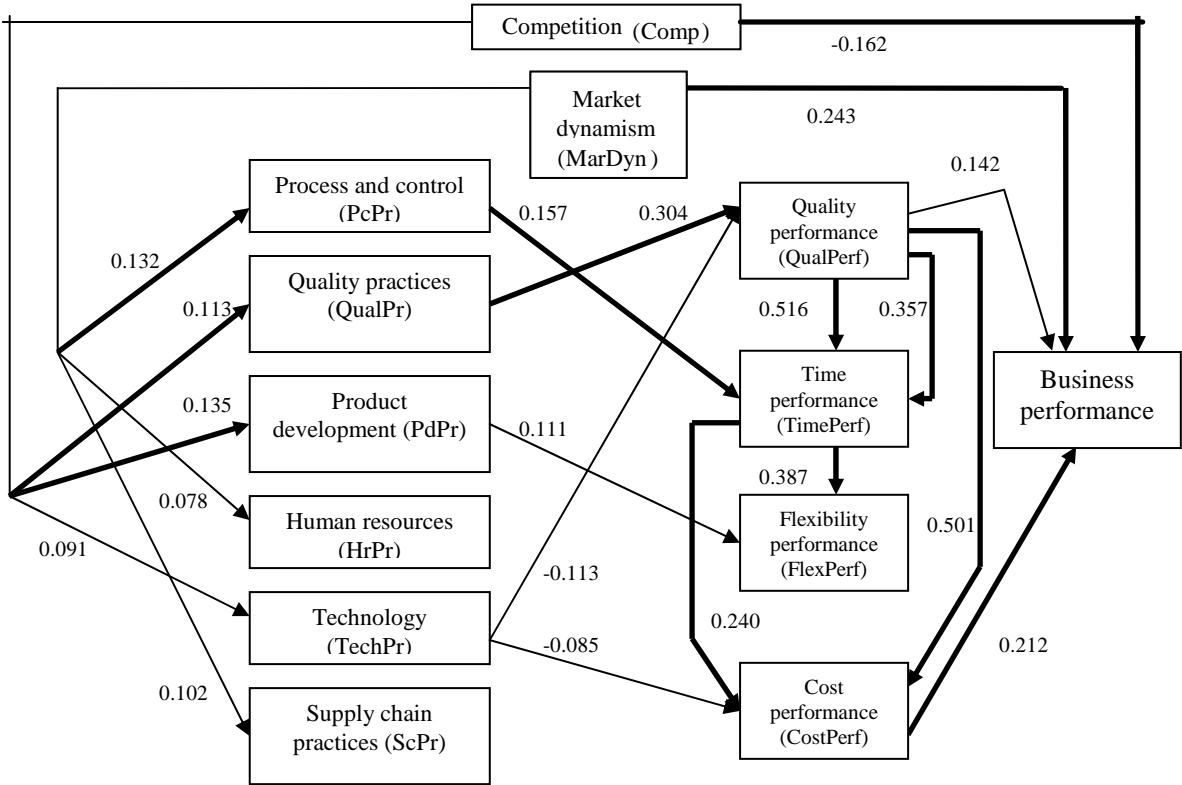 Competition (Comp)
-0.162
Market
dynamism
(MarDyn )
0.243
Process and control
(PcPr)
0.132
0.157
0.304
Quality
performance
(QualPerf)
0.142
Quality practices
(QualPr)
0.113
0.516
0.357
Product
development (PdPr)
0.135
0.111
Time
performance
(TimePerf)
Business
performance
0.387
Human resources
(HrPr)
0.078
0.091
Flexibility
performance
(FlexPerf)
0.501
-0.113
Technology
(TechPr)
-0.085
0.240
0.212
Supply chain
practices (ScPr)
0.102
Cost
performance
(CostPerf)